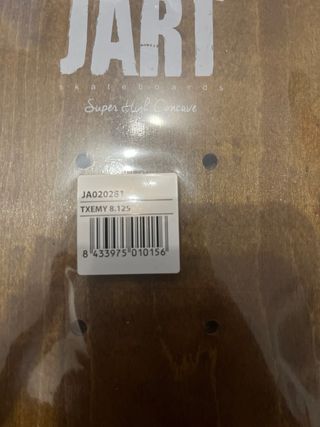 JART
skateboards
Super High Concave
JA020281
TXEMY 8.125
8 433975 010156